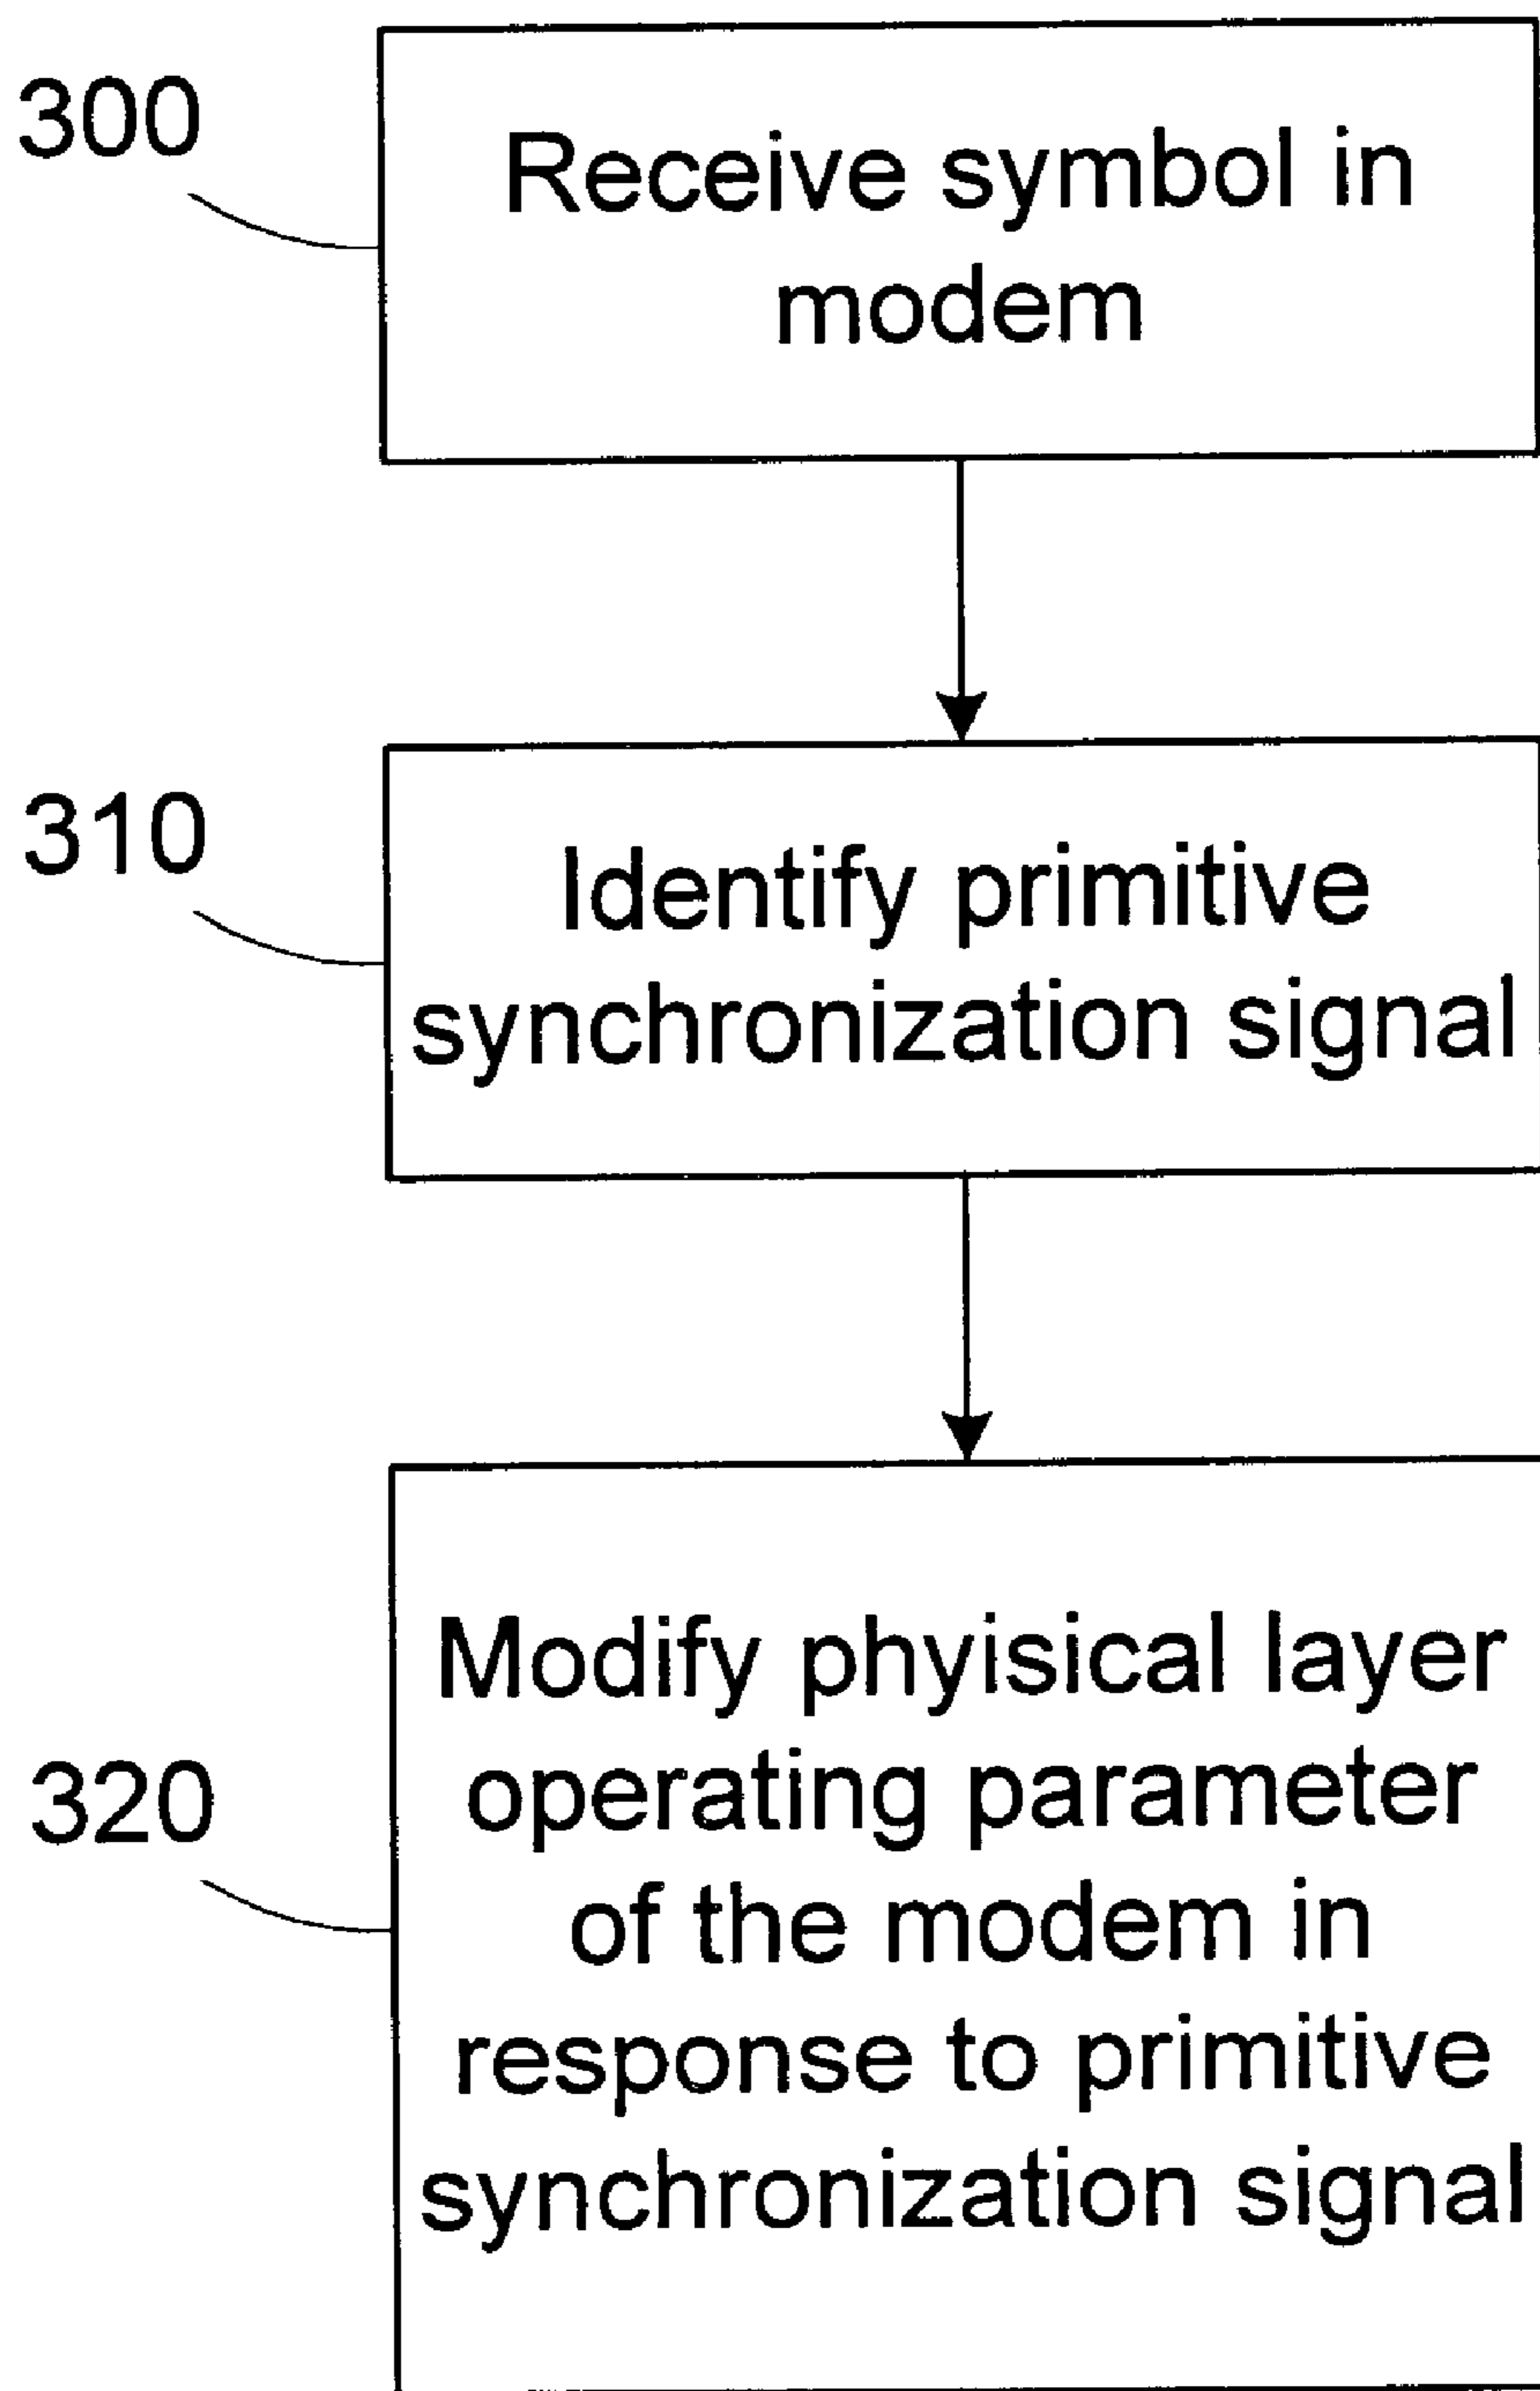 300
Receive symbol in
modem
310
Identify primitive
synchronization signal
320
Modify phyisical layer
operating parameter
of the modem in
response to primitive
synchronization signal